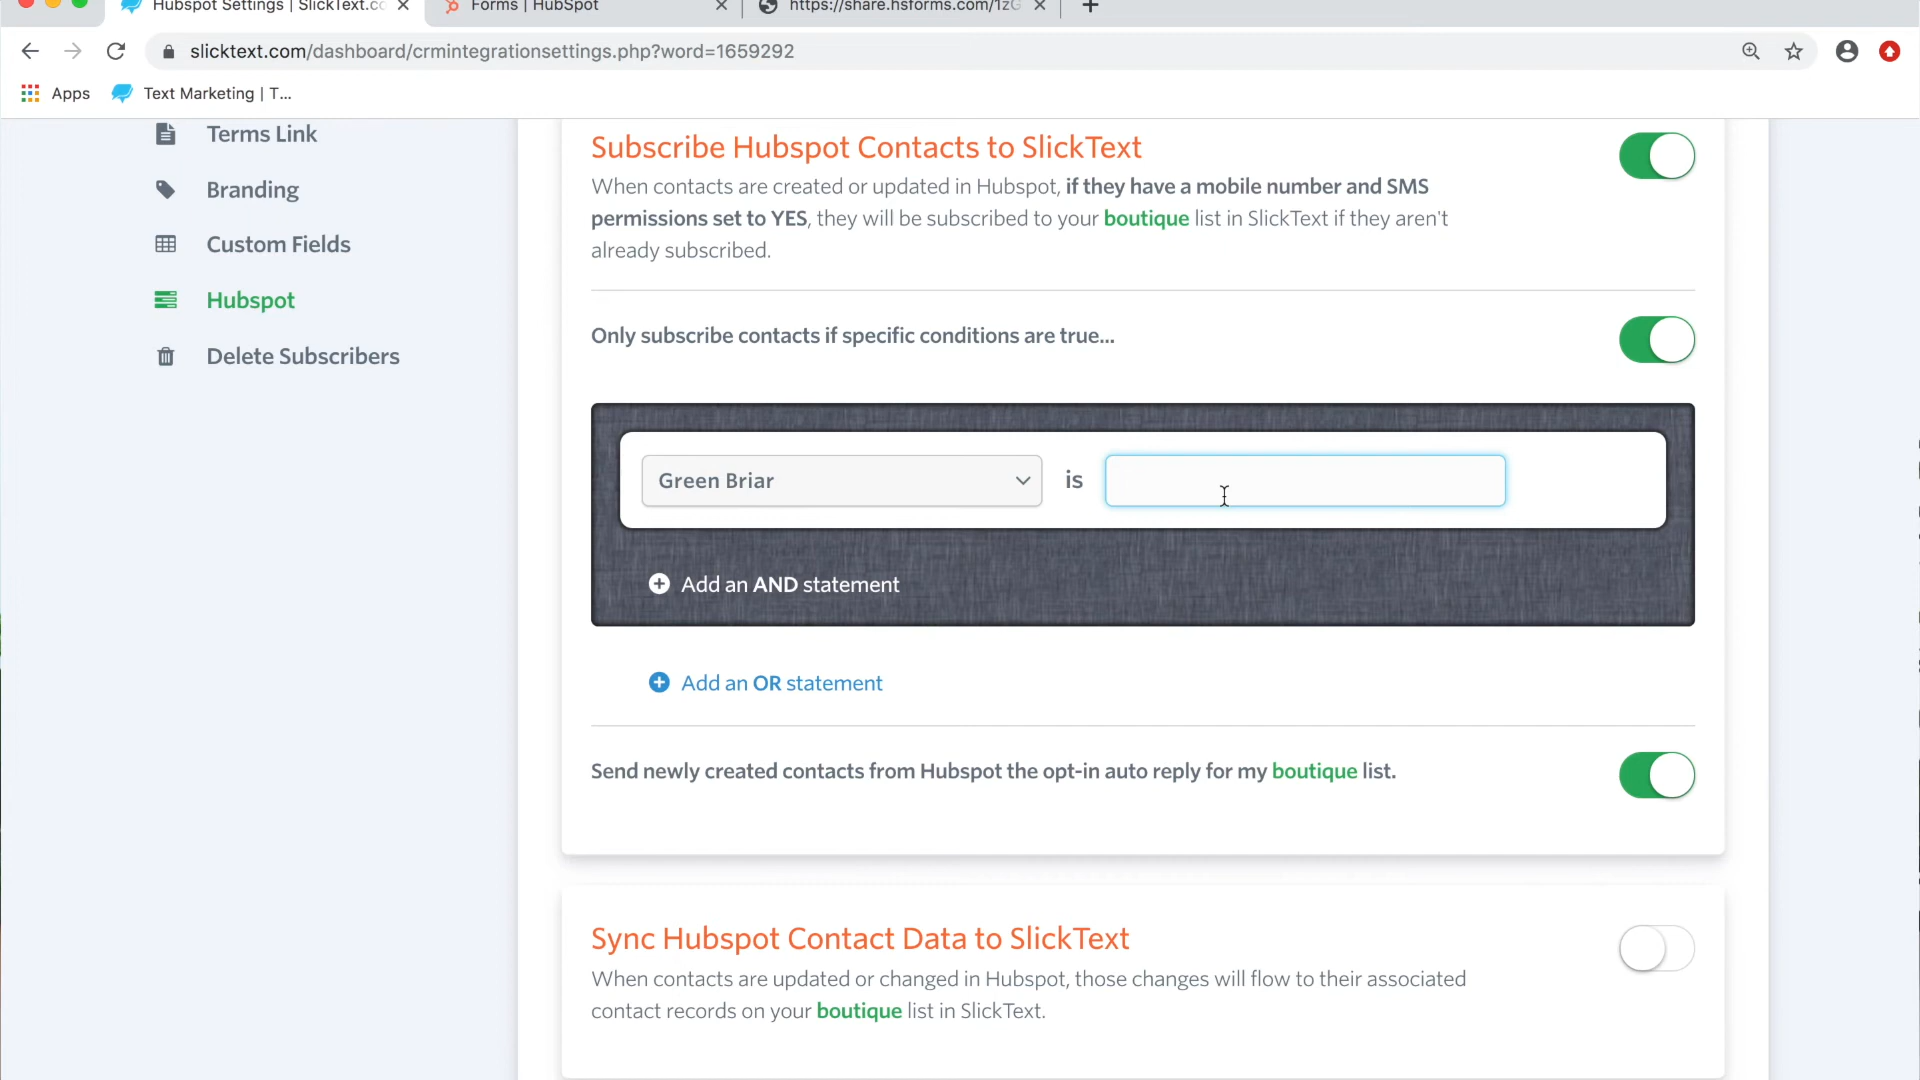 Hubspot Settings | SlickText.co
Forms | HubSpot
https://share.hsforms.com/1zG
slicktext.com/dashboard/crmintegrationsettings.php?word=1659292
Apps
Text Marketing | T...
Terms Link
Branding
Custom Fields
Hubspot
Delete Subscribers
Subscribe Hubspot Contacts to SlickText
When contacts are created or updated in Hubspot, if they have a mobile number and SMS
permissions set to YES, they will be subscribed to your boutique list in SlickText if they aren't
already subscribed.
Only subscribe contacts if specific conditions are true...
Green Briar is
Add an AND statement
Add an OR statement
Send newly created contacts from Hubspot the opt-in auto reply for my boutique list.
Sync Hubspot Contact Data to SlickText
When contacts are updated or changed in Hubspot, those changes will flow to their associated
contact records on your boutique list in SlickText.